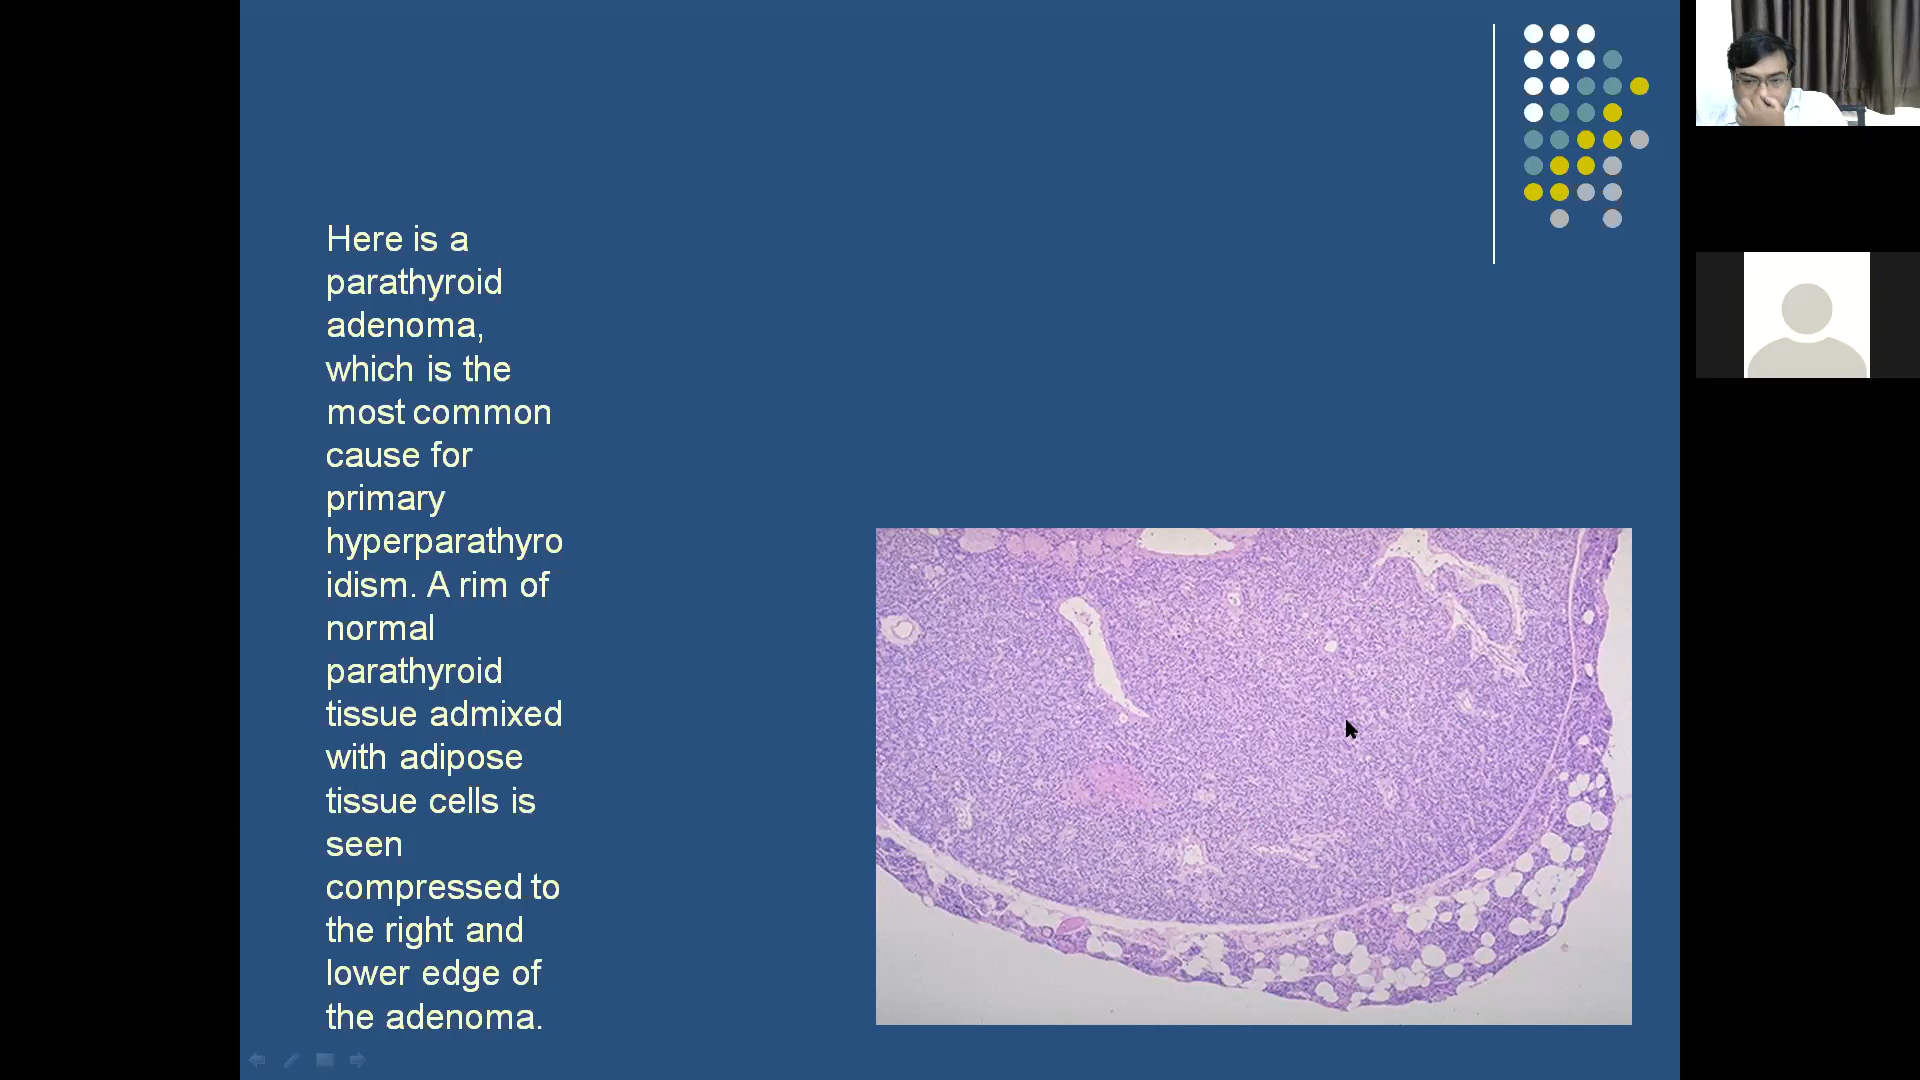 Here is a
parathyroid
adenoma,
which is the
most common
cause for
primary
hyperparathyro
idism. A rim of
normal
parathyroid
tissue admixed
with adipose
tissue cells is
seen
compressed to
the right and
lower edge of
the adenoma.